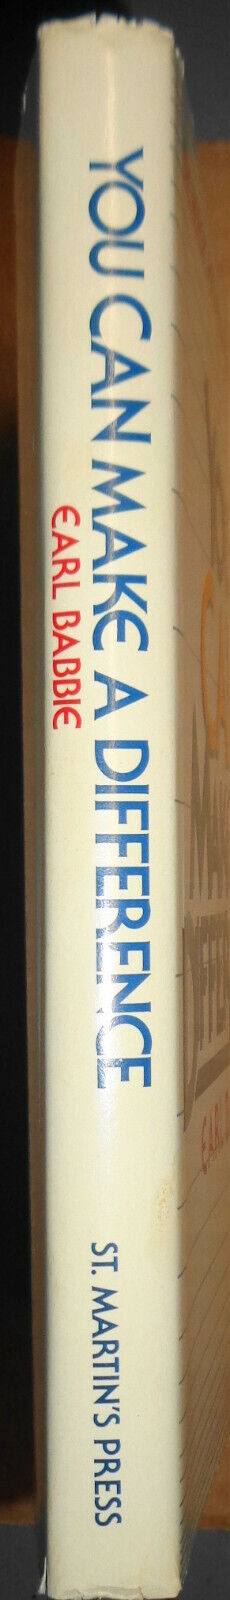 YOU CAN MAKE A DIFFERENCE
EARL BABBIE
ST. MARTIN'S PRESS